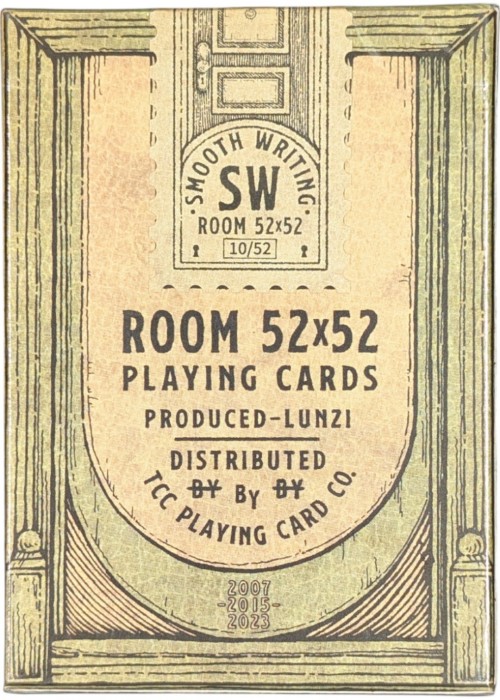 ·SMOOTH WRITING·
SW
ROOM 52x52
10/52
ROOM 52x52
PLAYING CARDS
PRODUCED-LUNZI
DISTRIBUTED
BY By BY
TCC PLAYING CARD CO.
2007
-2015-
2023